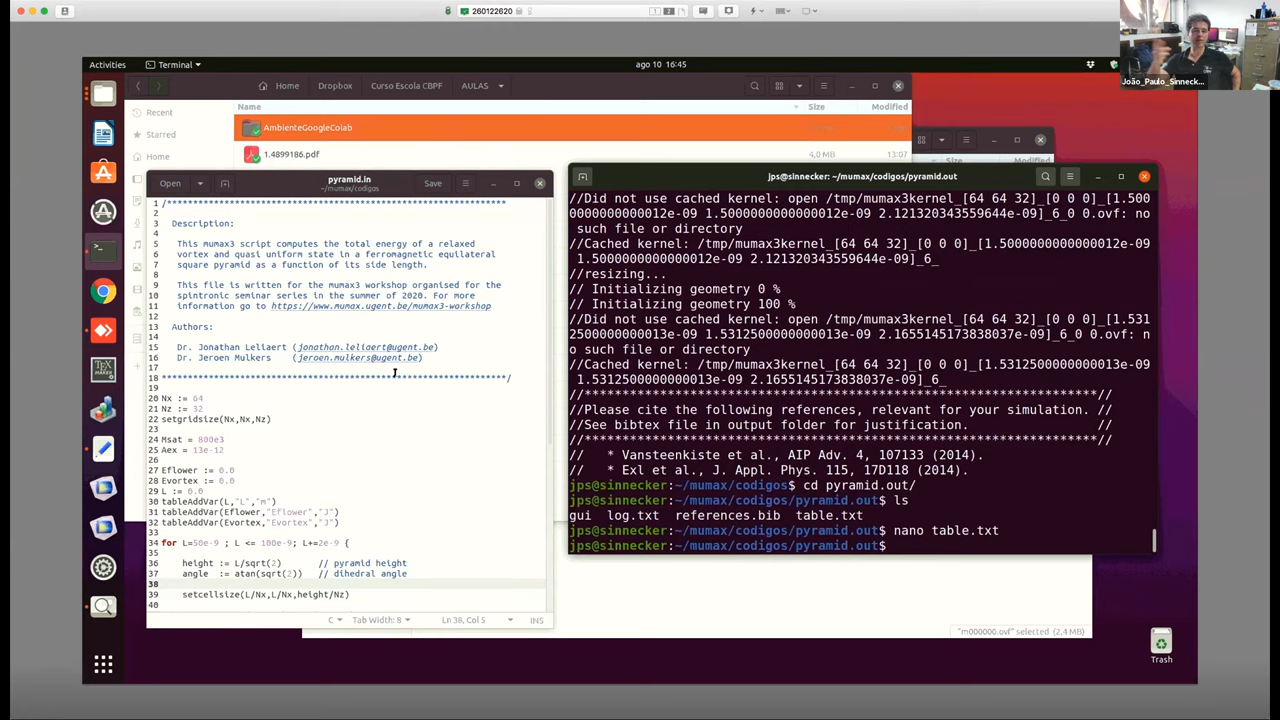 260122620
João_Paulo_Sinneck...
Activities
Terminal
ago 10 16:45
Home
Dropbox
Curso Escola CBPF
AULAS
Recent
Starred
Home
Name
Size
Modified
AmbienteGoogleColab
1.4899186.pdf
4,0 MB
13:07
Open
pyramid.in
~/mumax/codigos
Save
1 /***************************************************
2
3 Description:
4
5 This mumax3 script computes the total energy of a relaxed
6 vortex and quasi uniform state in a ferromagnetic equilateral
7 square pyramid as a function of its side length.
8
9 This file is written for the mumax3 workshop organised for the
10 spintronic seminar series in the summer of 2020. For more
11 information go to https://www.mumax.ugent.be/mumax3-workshop
12
13 Authors:
14
15 Dr. Jonathan Leliaert (jonathan.leliaert@ugent.be)
16 Dr. Jeroen Mulkers (jeroen.mulkers@ugent.be)
17
18 ***************************************************/
19
20 Nx := 64
21 Nz := 32
22 setgridsize(Nx,Nx,Nz)
23
24 Msat = 800e3
25 Aex = 13e-12
26
27 Eflower := 0.0
28 Evortex := 0.0
29 L := 0.0
30 tableAddVar(L,"L","m")
31 tableAddVar(Eflower,"Eflower","J")
32 tableAddVar(Evortex,"Evortex","J")
33
34 for L=50e-9 ; L <= 100e-9; L+=2e-9 {
35
36 height := L/sqrt(2) // pyramid height
37 angle := atan(sqrt(2)) // dihedral angle
38
39 setcellsize(L/Nx,L/Nx,height/Nz)
40
C
Tab Width: 8
Ln 38, Col 5
INS
jps@sinnecker: ~/mumax/codigos/pyramid.out
//Did not use cached kernel: open /tmp/mumax3kernel_[64 64 32]_[0 0 0]_[1.500
0000000000012e-09 1.5000000000000012e-09 2.121320343559644e-09]_6_0 0.ovf: no
such file or directory
//Cached kernel: /tmp/mumax3kernel_[64 64 32]_[0 0 0]_[1.5000000000000012e-09
1.5000000000000012e-09 2.121320343559644e-09]_6_
//resizing...
// Initializing geometry 0 %
// Initializing geometry 100 %
//Did not use cached kernel: open /tmp/mumax3kernel_[64 64 32]_[0 0 0]_[1.531
2500000000013e-09 1.5312500000000013e-09 2.1655145173838037e-09]_6_0 0.ovf: n
o such file or directory
//Cached kernel: /tmp/mumax3kernel_[64 64 32]_[0 0 0]_[1.5312500000000013e-09
1.5312500000000013e-09 2.1655145173838037e-09]_6_
//********************************************************************//
//Please cite the following references, relevant for your simulation. //
//See bibtex file in output folder for justification. //
//********************************************************************//
// * Vansteenkiste et al., AIP Adv. 4, 107133 (2014).
// * Exl et al., J. Appl. Phys. 115, 17D118 (2014).
jps@sinnecker:~/mumax/codigos$ cd pyramid.out/
jps@sinnecker:~/mumax/codigos/pyramid.out$ ls
gui log.txt references.bib table.txt
jps@sinnecker:~/mumax/codigos/pyramid.out$ nano table.txt
jps@sinnecker:~/mumax/codigos/pyramid.out$
"m000000.ovf" selected (2,4 MB)
Trash